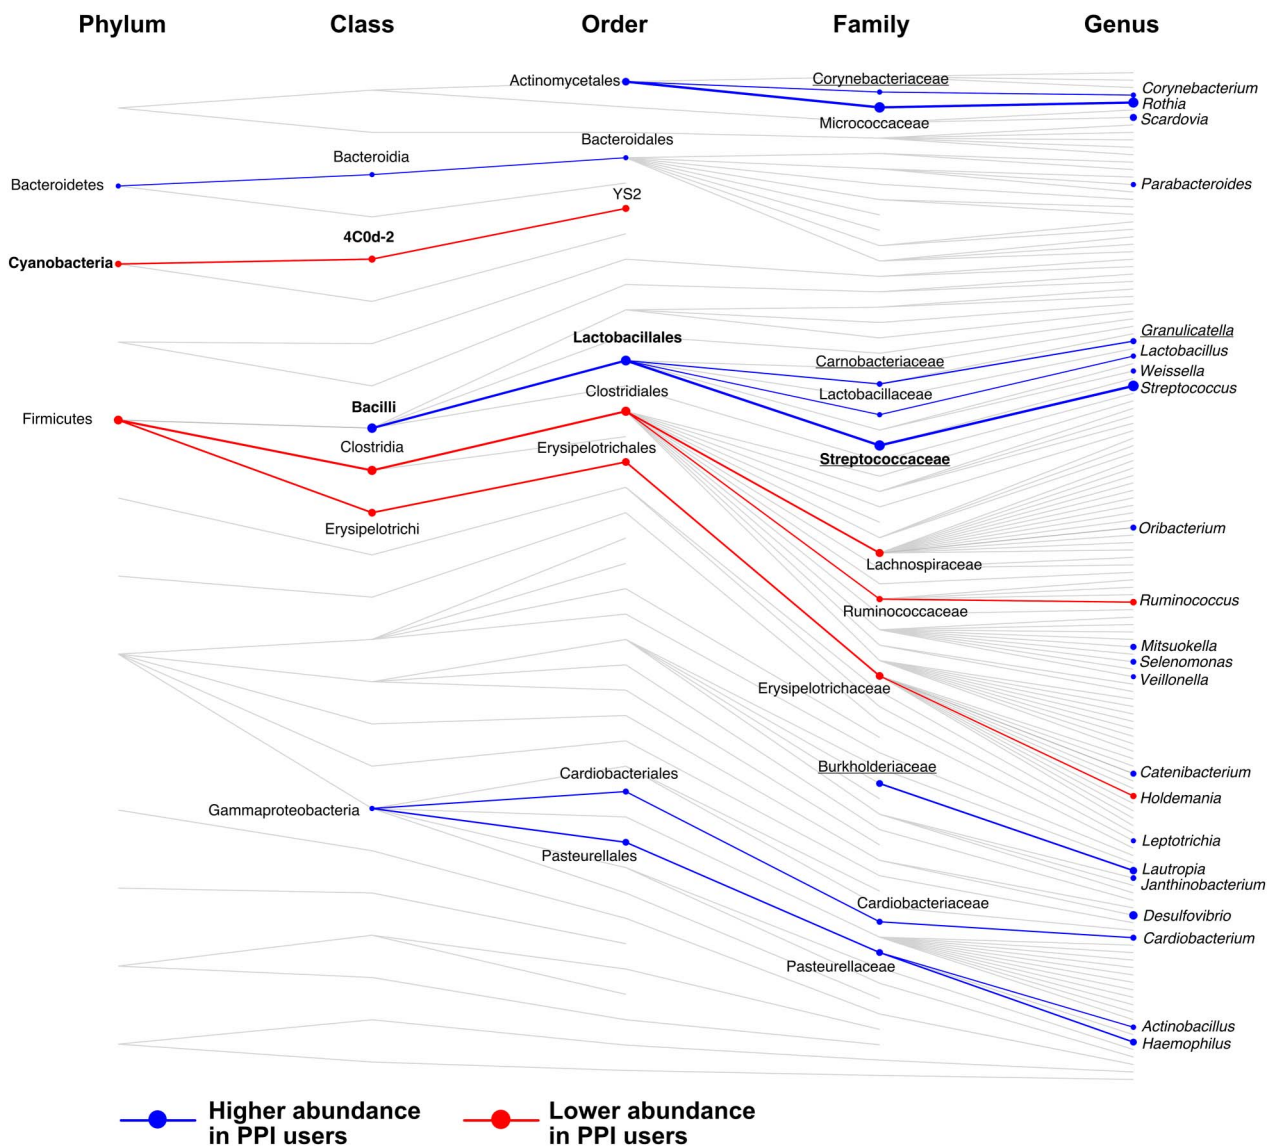 Phylum Class Order Family Genus
Actinomycetales
Corynebacteriaceae
Corynebacterium
Rothia
Micrococcaceae
Scardovia
Bacteroidales
Bacteroidia
Bacteroidetes
Parabacteroides
YS2
4C0d-2
Cyanobacteria
Granulicatella
Lactobacillales
Lactobacillus
Carnobacteriaceae
Weissella
Clostridiales
Lactobacillaceae
Streptococcus
Bacilli
Firmicutes
Clostridia
Erysipelotrichales
Streptococcaceae
Erysipelotrichi
Oribacterium
Lachnospiraceae
Ruminococcus
Ruminococcaceae
Mitsuokella
Selenomonas
Veillonella
Erysipelotrichaceae
Burkholderiaceae
Cardiobacteriales
Catenibacterium
Holdemania
Gammaproteobacteria
Leptotrichia
Pasteurellales
Lautropia
Janthinobacterium
Cardiobacteriaceae
Desulfovibrio
Cardiobacterium
Pasteurellaceae
Actinobacillus
Haemophilus
Higher abundance
in PPI users
Lower abundance
in PPI users